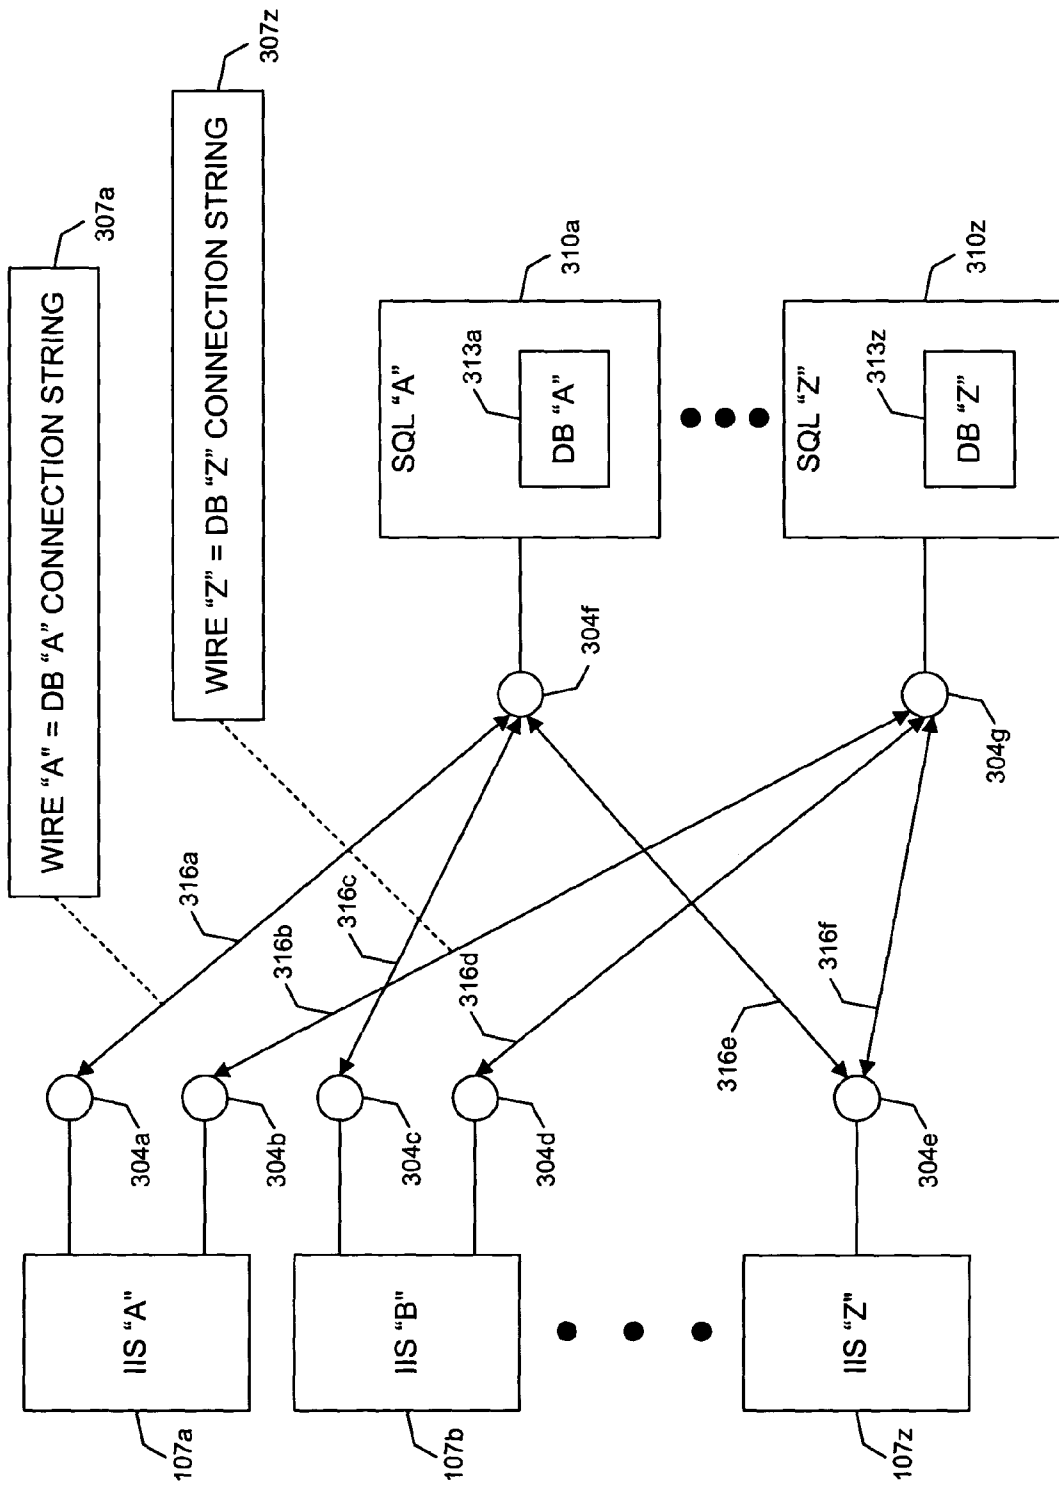 WIRE “A” = DB “A” CONNECTION STRING
307a
WIRE “Z” = DB “Z” CONNECTION STRING
307z
IIS “A”
107a
304a
304b
IIS “B”
107b
304c
304d
IIS “Z”
107z
304e
316a
316b
316c
316d
316e
316f
304f
304g
SQL “A”
310a
313a
DB “A”
SQL “Z”
310z
313z
DB “Z”